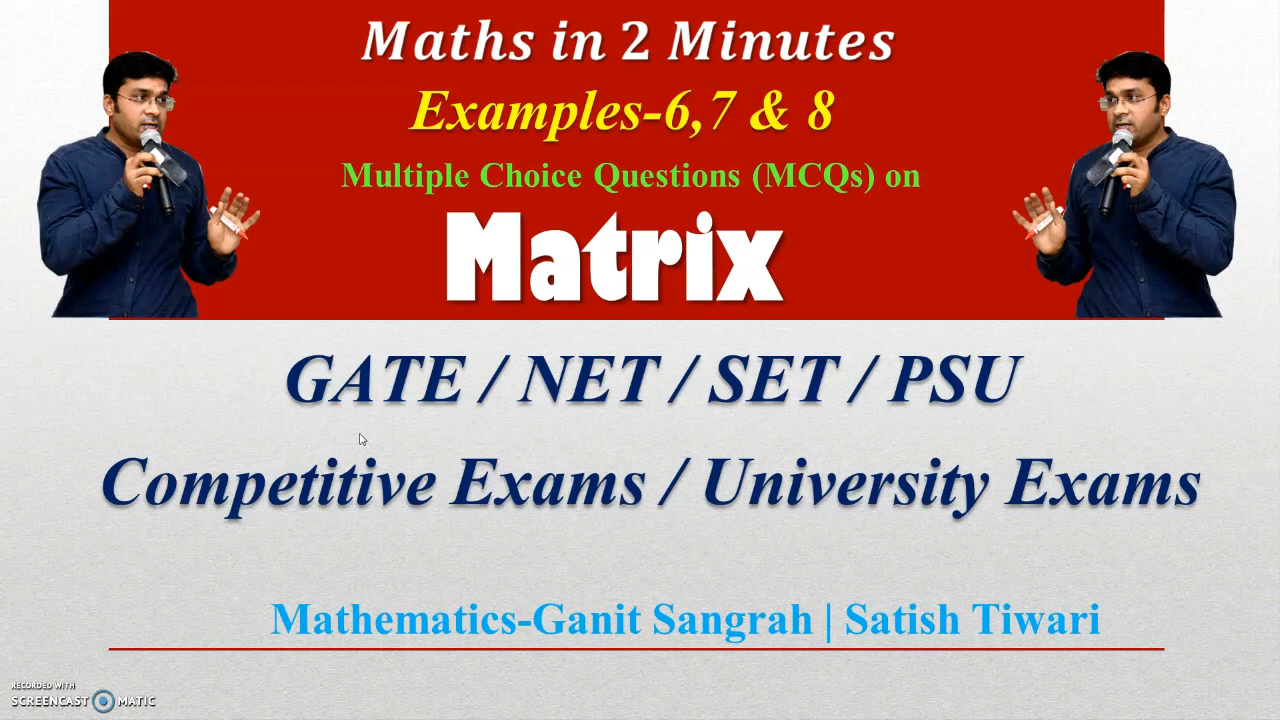 Maths in 2 Minutes
Examples-6,7 & 8
Multiple Choice Questions (MCQs) on
Matrix
GATE / NET / SET / PSU
Competitive Exams / University Exams
Mathematics-Ganit Sangrah | Satish Tiwari
RECORDED WITH
SCREENCAST MATIC